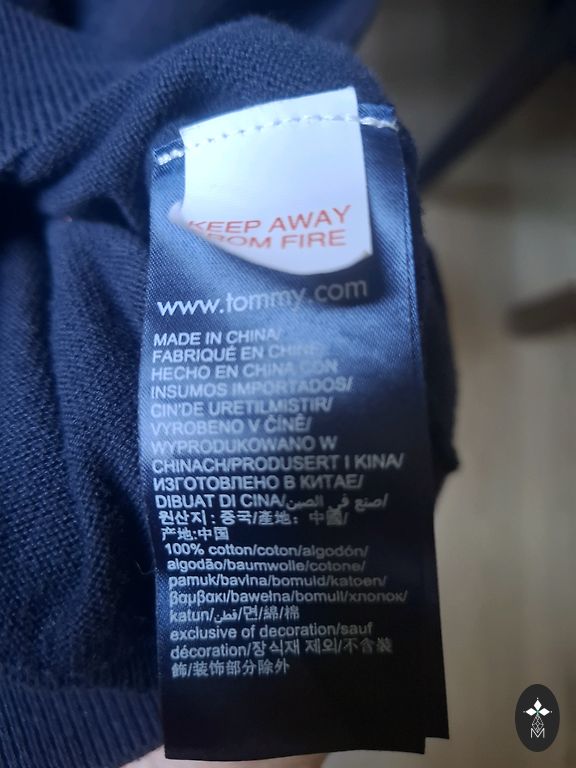 KEEP AWAY
FROM FIRE
www.tommy.com
MADE IN CHINA/
FABRIQUÉ EN CHINE/
HECHO EN CHINA CON
INSUMOS IMPORTADOS/
CIN'DE URETILMISTIR/
VYROBENO V ČÍNĚ/
WYPRODUKOWANO W
CHINACH/PRODUSERT I KINA/
ИЗГОТОВЛЕНО В КИТАЕ/
DIBUAT DI CINA/صنع في الصين/
원산지 : 중국/產地： 中國/
产地:中国
100% cotton/coton/algodón/
algodão/baumwolle/cotone/
pamuk/bavlna/bomuld/katoen/
βαμβακι/bawełna/bomull/хлопок/
katun/قطن/면/綿/棉
exclusive of decoration/sauf
décoration/장식재 제외/不含裝
飾/装饰部分除外
M